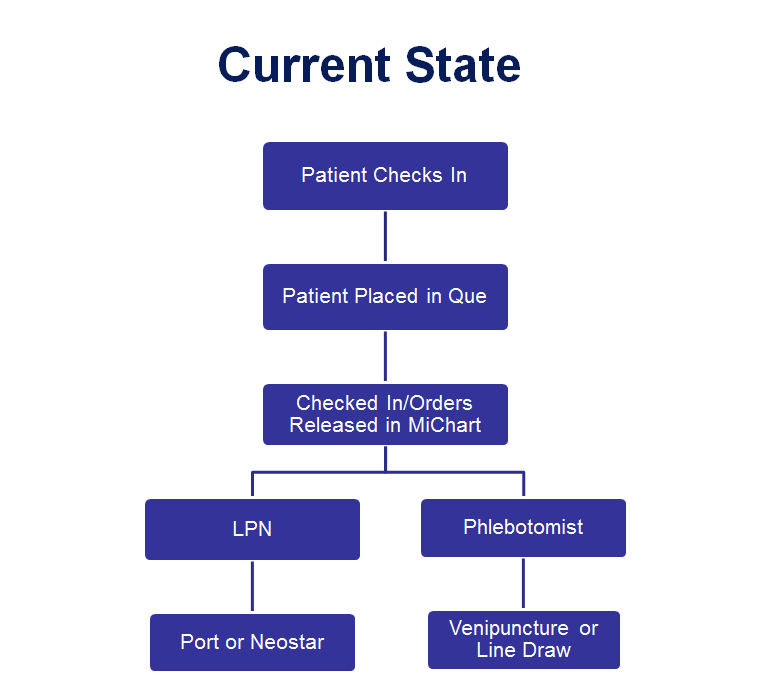 Current State
Patient Checks In
Patient Placed in Que
Checked In/Orders
Released in MiChart
LPN
Phlebotomist
Port or Neostar
Venipuncture or
Line Draw